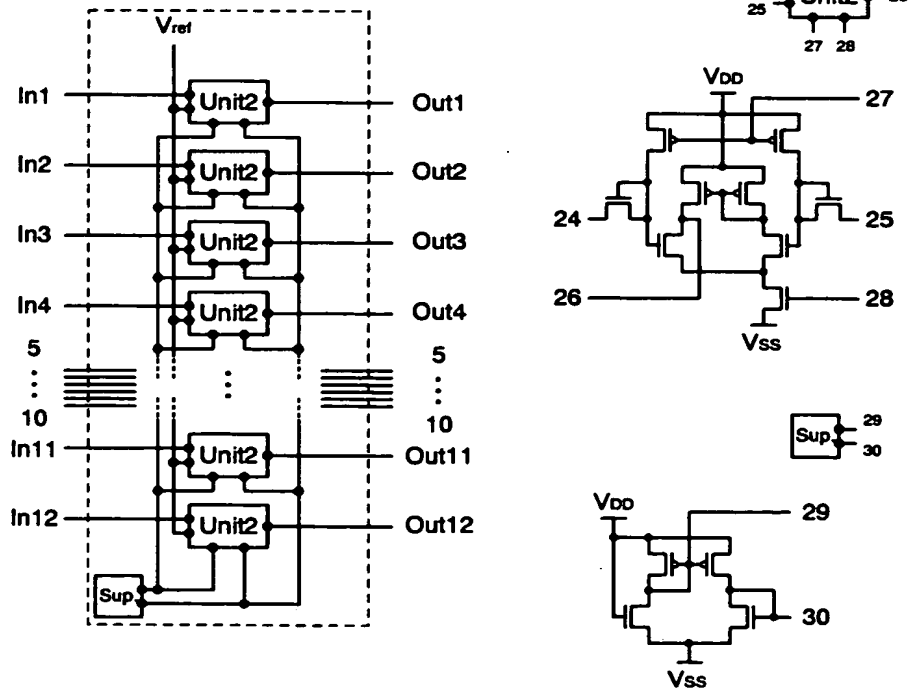 Vref
In1
Unit2
Out1
In2
Unit2
Out2
In3
Unit2
Out3
In4
Unit2
Out4
5
5
10
10
In11
Unit2
Out11
In12
Unit2
Out12
Sup
25
27 28
VDD
27
24
25
26
28
VSS
Sup
29
30
VDD
29
30
VSS